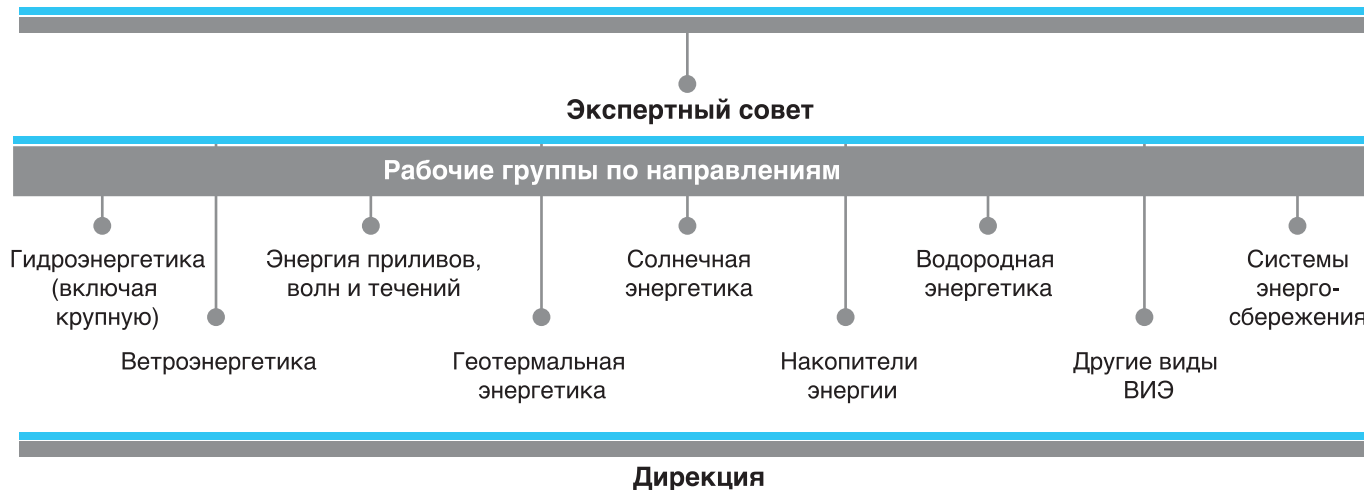 Экспертный совет
Рабочие группы по направлениям
Гидроэнергетика
(включая
крупную)
Ветроэнергетика
Энергия приливов,
волн и течений
Геотермальная
энергетика
Солнечная
энергетика
Накопители
энергии
Водородная
энергетика
Другие виды
ВИЭ
Системы
энерго-
сбережения
Дирекция